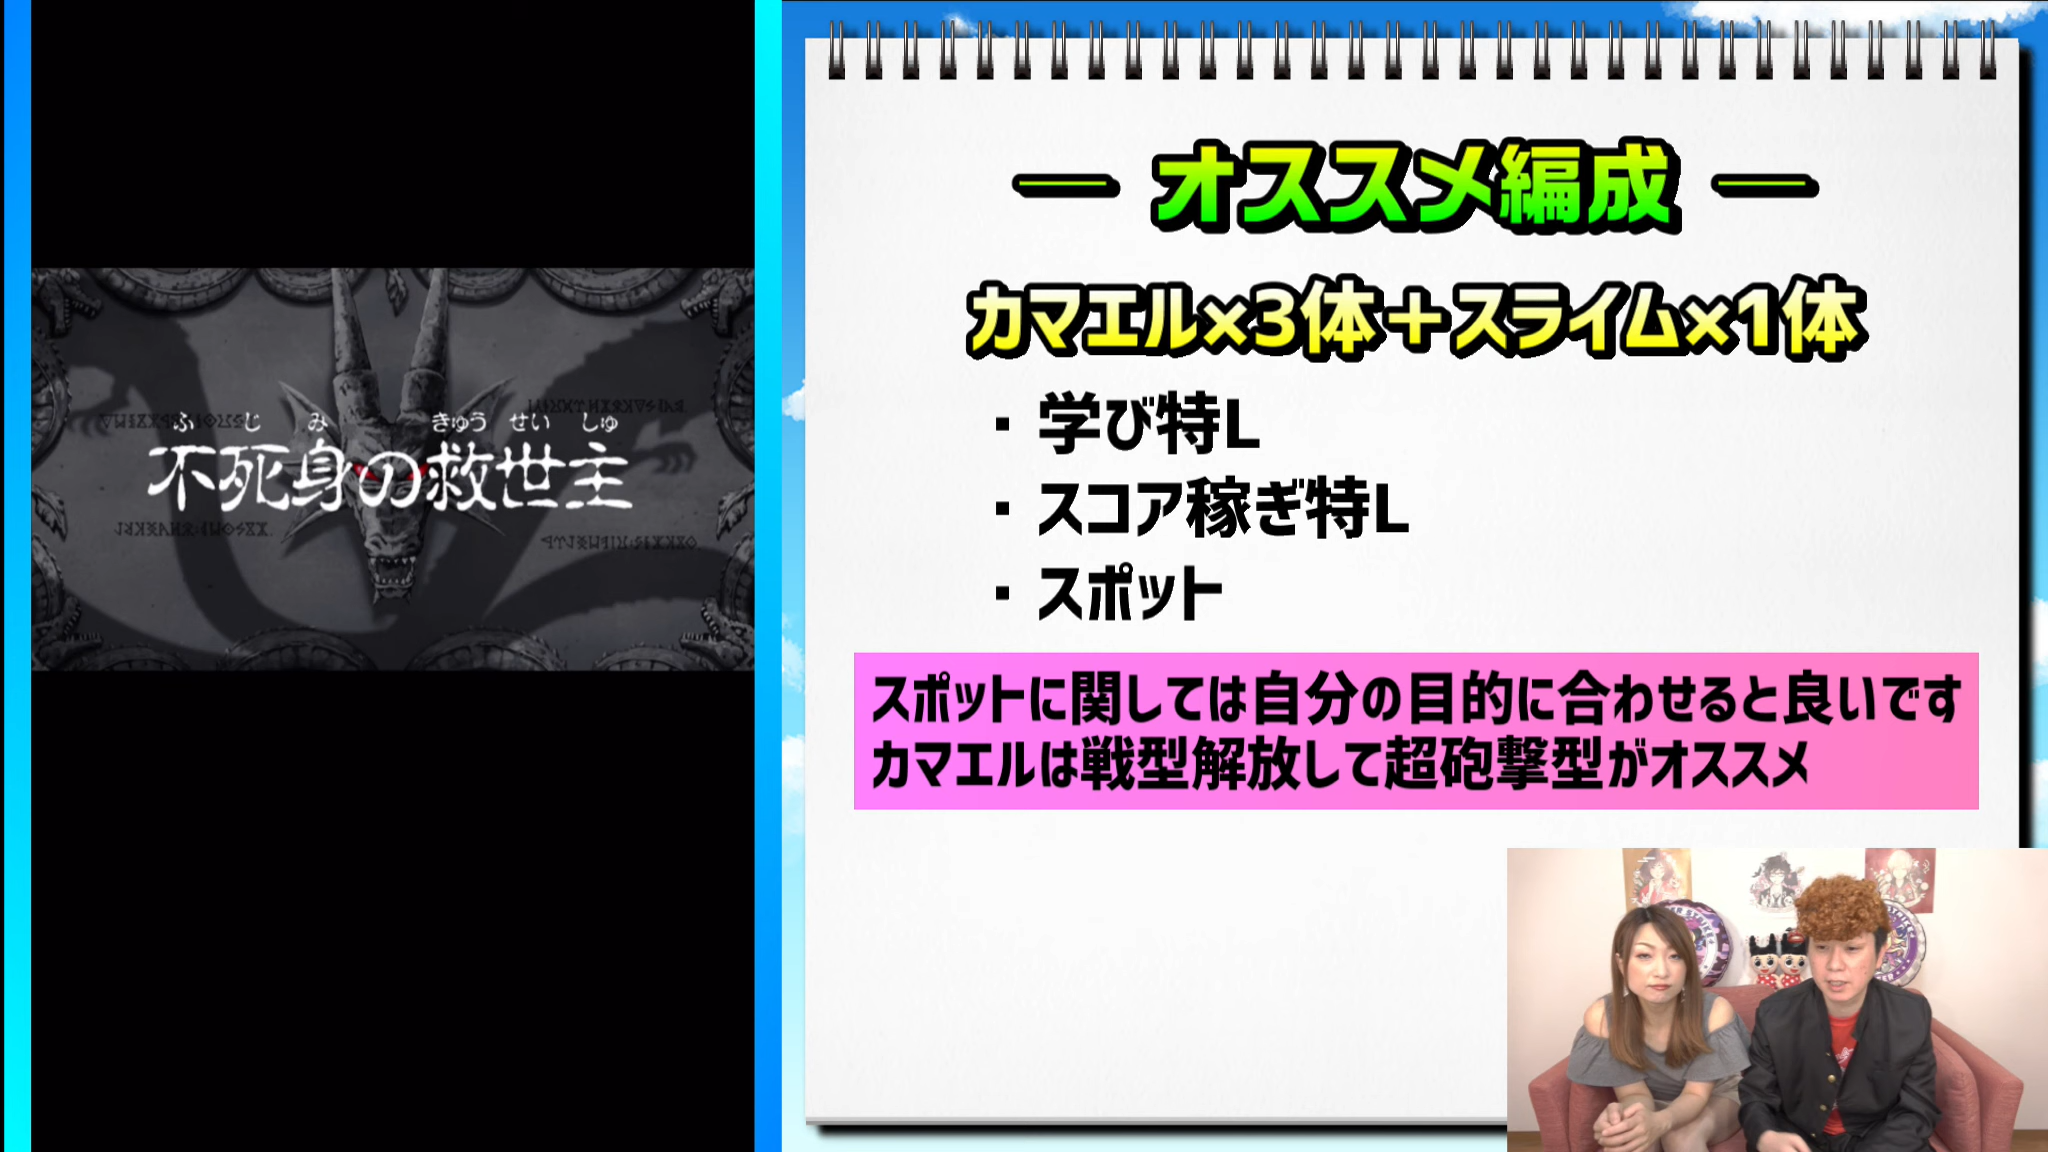 ふじみ きゅうせいしゅ
不死身の救世主
― オススメ編成 ―
カマエル×3体＋スライム×1体
・学び特L
・スコア稼ぎ特L
・スポット
スポットに関しては自分の目的に合わせると良いです
カマエルは戦型解放して超砲撃型がオススメ